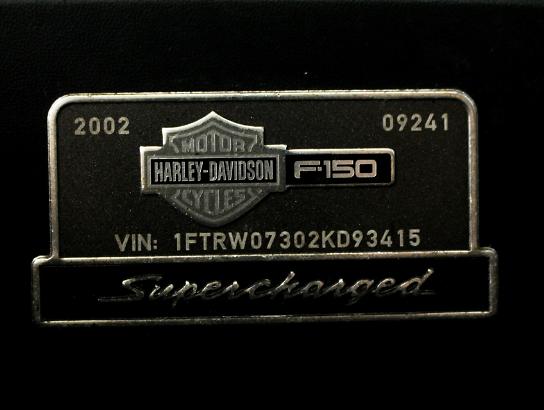 2002 09241
MOTOR
HARLEY-DAVIDSON F-150
CYCLES
VIN: 1FTRW07302KD93415
Supercharged